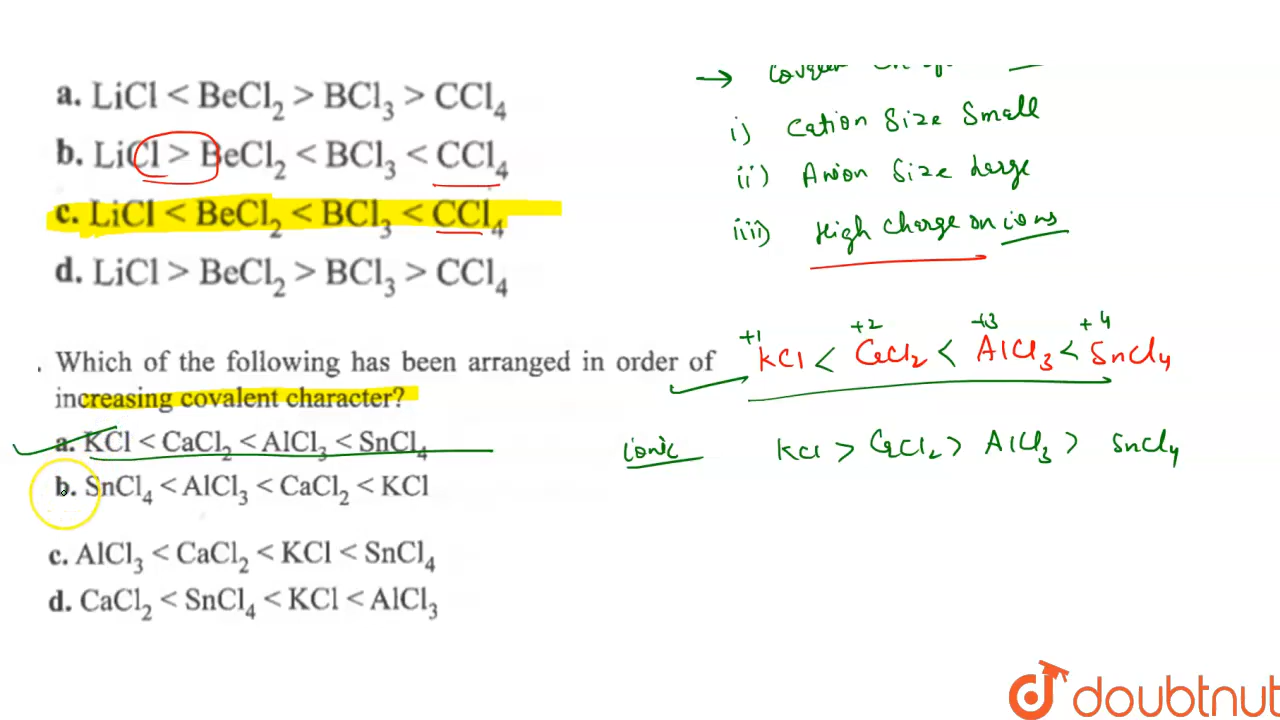 a. LiCl < BeCl₂ > BCl₃ > CCl₄
b. LiCl > BeCl₂ < BCl₃ < CCl₄
c. LiCl < BeCl₂ < BCl₃ < CCl₄
d. LiCl > BeCl₂ > BCl₃ > CCl₄
. Which of the following has been arranged in order of
increasing covalent character?
a. KCl < CaCl₂ < AlCl₃ < SnCl₄
b. SnCl₄ < AlCl₃ < CaCl₂ < KCl
c. AlCl₃ < CaCl₂ < KCl < SnCl₄
d. CaCl₂ < SnCl₄ < KCl < AlCl₃
→
i) Cation Size Small
ii) Anion Size large
iii) High Charge on ions
+1 +2 +3 +4
KCl < CaCl₂ < AlCl₃ < SnCl₄
ionic KCl > CaCl₂ > AlCl₃ > SnCl₄
doubtnut